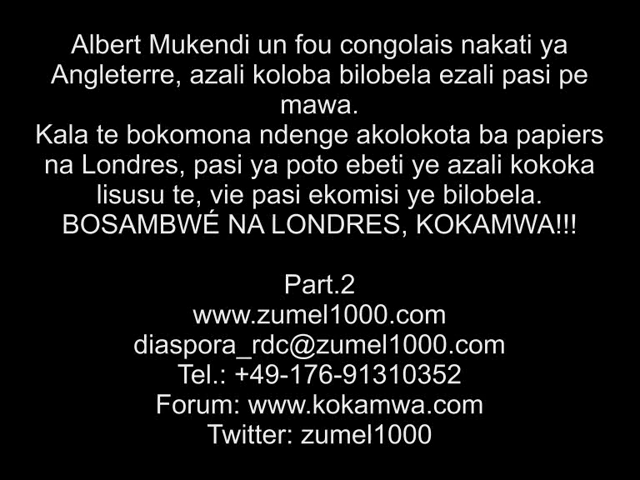 Albert Mukendi un fou congolais nakati ya
Angleterre, azali koloba bilobela ezali pasi pe
mawa.
Kala te bokomona ndenge akolokota ba papiers
na Londres, pasi ya poto ebeti ye azali kokoka
lisusu te, vie pasi ekomisi ye bilobela.
BOSAMBWÉ NA LONDRES, KOKAMWA!!!
Part.2
www.zumel1000.com
diaspora_rdc@zumel1000.com
Tel.: +49-176-91310352
Forum: www.kokamwa.com
Twitter: zumel1000